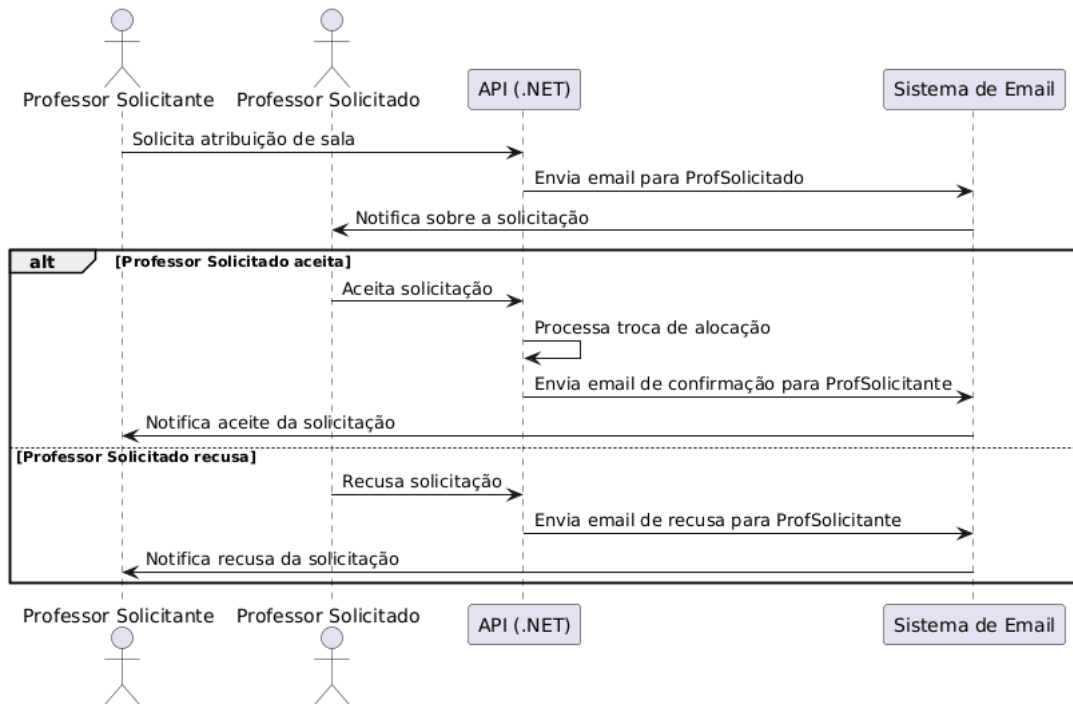 Professor Solicitante
Professor Solicitado
API (.NET)
Sistema de Email
Solicita atribuição de sala
Envia email para ProfSolicitado
Notifica sobre a solicitação
alt
[Professor Solicitado aceita]
Aceita solicitação
Processa troca de alocação
Envia email de confirmação para ProfSolicitante
Notifica aceite da solicitação
[Professor Solicitado recusa]
Recusa solicitação
Envia email de recusa para ProfSolicitante
Notifica recusa da solicitação
Professor Solicitante
Professor Solicitado
API (.NET)
Sistema de Email